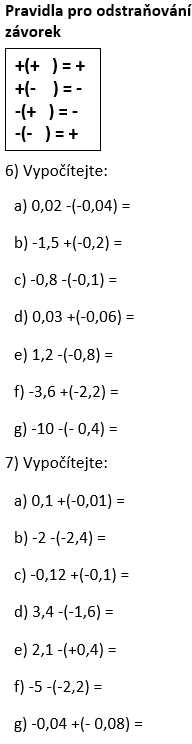 Pravidla pro odstraňování
závorek
+(+ ) = +
+(- ) = -
-(+ ) = -
-(- ) = +
6) Vypočítejte:
a) 0,02 -(-0,04) =
b) -1,5 +(-0,2) =
c) -0,8 -(-0,1) =
d) 0,03 +(-0,06) =
e) 1,2 -(-0,8) =
f) -3,6 +(-2,2) =
g) -10 -(- 0,4) =
7) Vypočítejte:
a) 0,1 +(-0,01) =
b) -2 -(-2,4) =
c) -0,12 +(-0,1) =
d) 3,4 -(-1,6) =
e) 2,1 -(+0,4) =
f) -5 -(-2,2) =
g) -0,04 +(- 0,08) =